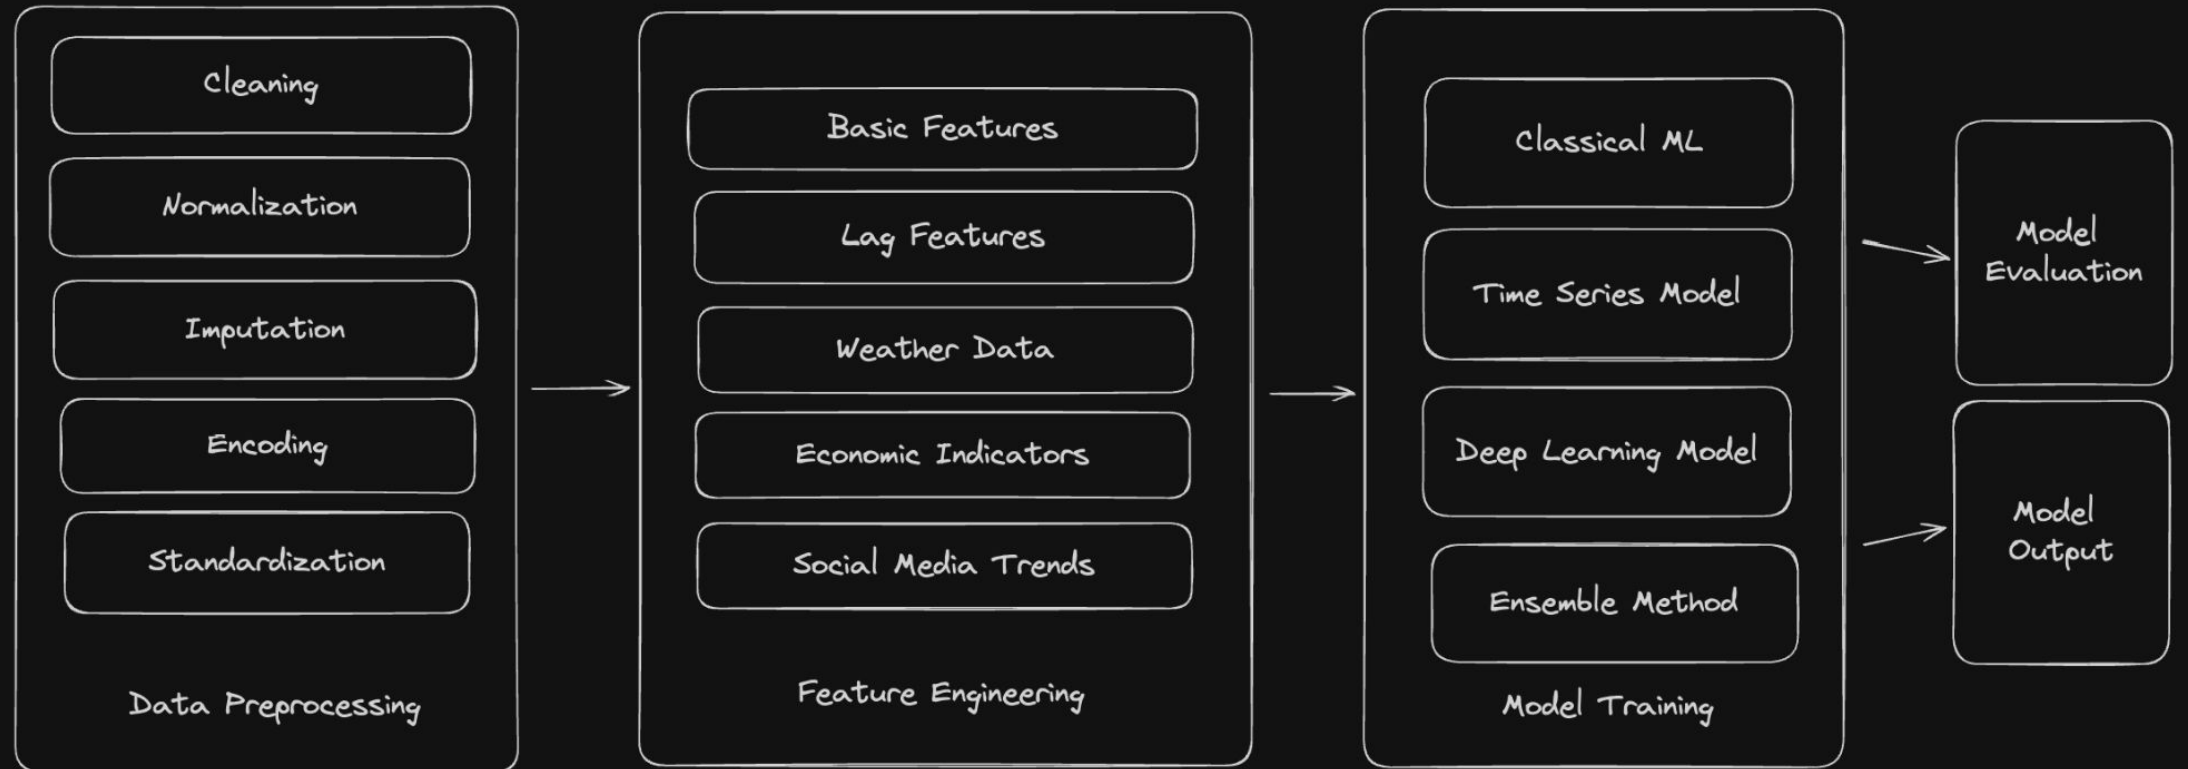 Cleaning
Normalization
Imputation
Encoding
Standardization
Data Preprocessing
Basic Features
Lag Features
Weather Data
Economic Indicators
Social Media Trends
Feature Engineering
Classical ML
Time Series Model
Deep Learning Model
Ensemble Method
Model Training
Model
Evaluation
Model
Output